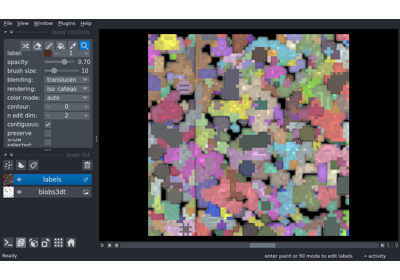 File View Window Plugins Help
layer controls
label: 1
opacity: 0.70
brush size: 10
blending: translucen
rendering: iso_catego
color mode: auto
contour: 0
n edit dim: 2
contiguous:
preserve
show
selected:
layer list
labels
blobs3dt
Ready
enter paint or fill mode to edit labels
activity